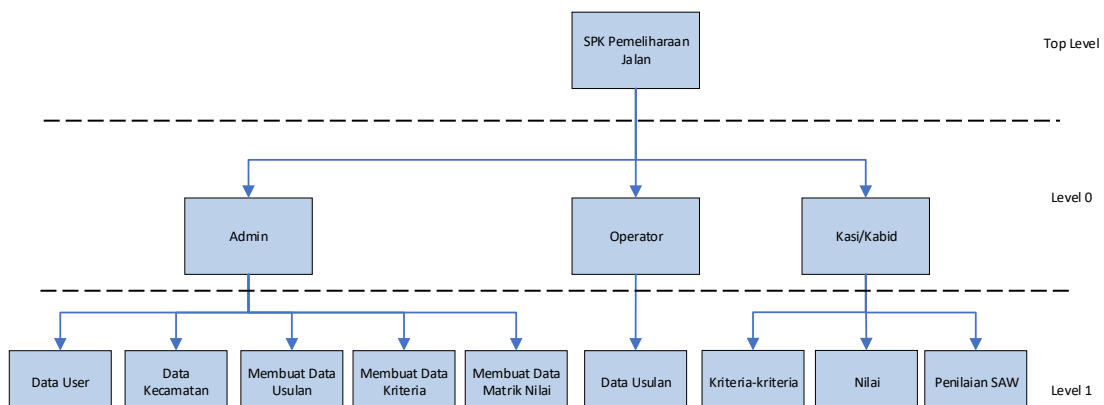 SPK Pemeliharaan
Jalan
Top Level
Admin
Operator
Kasi/Kabid
Level 0
Data User
Data
Kecamatan
Membuat Data
Usulan
Membuat Data
Kriteria
Membuat Data
Matrik Nilai
Data Usulan
Kriteria-kriteria
Nilai
Penilaian SAW
Level 1